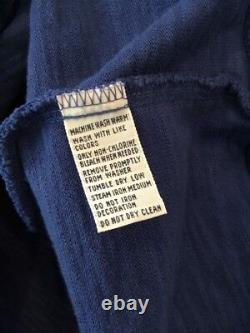 MACHINE WASH WARM
WASH WITH LIKE
COLORS
ONLY NON-CHLORINE
BLEACH WHEN NEEDED
REMOVE PROMPTLY
FROM WASHER
TUMBLE DRY LOW
STEAM IRON MEDIUM
DO NOT IRON
DECORATION
DO NOT DRY CLEAN